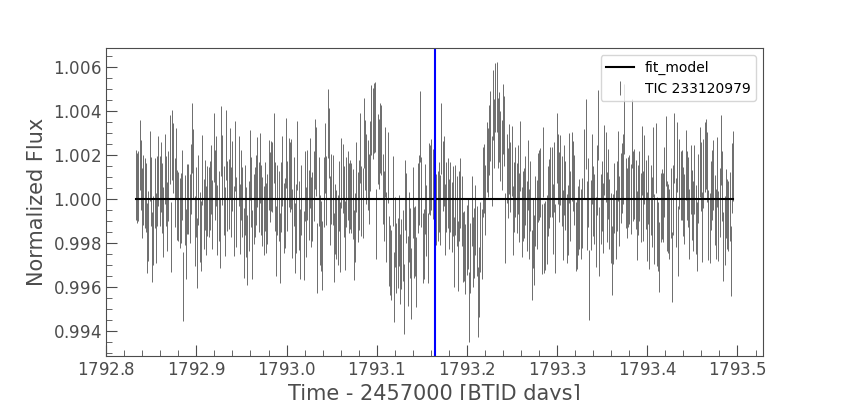 1.006
1.004
1.002
1.000
0.998
0.996
0.994
Normalized Flux
fit_model
TIC 233120979
1792.8 1792.9 1793.0 1793.1 1793.2 1793.3 1793.4 1793.5
Time - 2457000 [BTJD days]